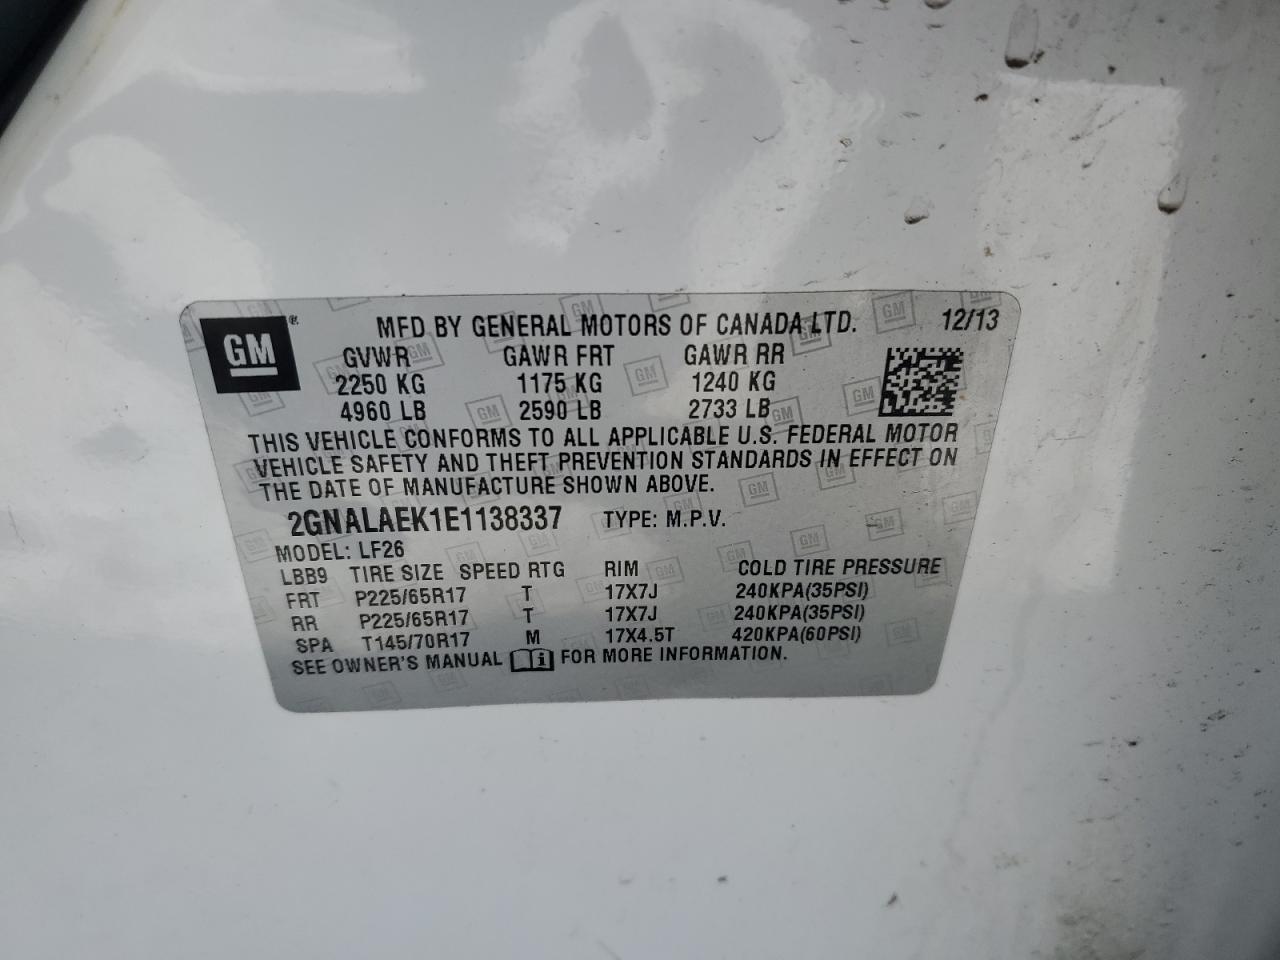 GM®
MFD BY GENERAL MOTORS OF CANADA LTD. 12/13
GVWR GAWR FRT GAWR RR
2250 KG 1175 KG 1240 KG
4960 LB 2590 LB 2733 LB
THIS VEHICLE CONFORMS TO ALL APPLICABLE U.S. FEDERAL MOTOR
VEHICLE SAFETY AND THEFT PREVENTION STANDARDS IN EFFECT ON
THE DATE OF MANUFACTURE SHOWN ABOVE.
2GNALAEK1E1138337 TYPE: M.P.V.
MODEL: LF26
LBB9 TIRE SIZE SPEED RTG RIM COLD TIRE PRESSURE
FRT P225/65R17 T 17X7J 240KPA(35PSI)
RR P225/65R17 T 17X7J 240KPA(35PSI)
SPA T145/70R17 M 17X4.5T 420KPA(60PSI)
SEE OWNER'S MANUAL i FOR MORE INFORMATION.